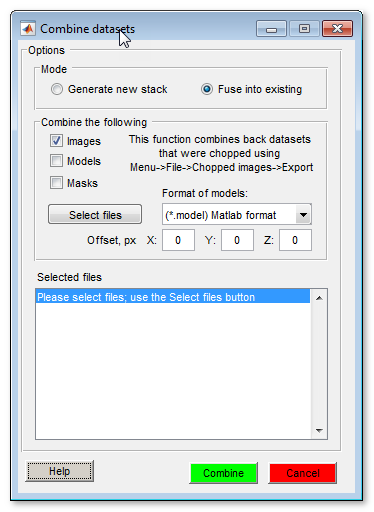 Combine datasets
Options
Mode
Generate new stack Fuse into existing
Combine the following
Images
Models
Masks
This function combines back datasets
that were chopped using
Menu->File->Chopped images->Export
Format of models:
Select files (*.model) Matlab format
Offset, px X: 0 Y: 0 Z: 0
Selected files
Please select files; use the Select files button
Help Combine Cancel